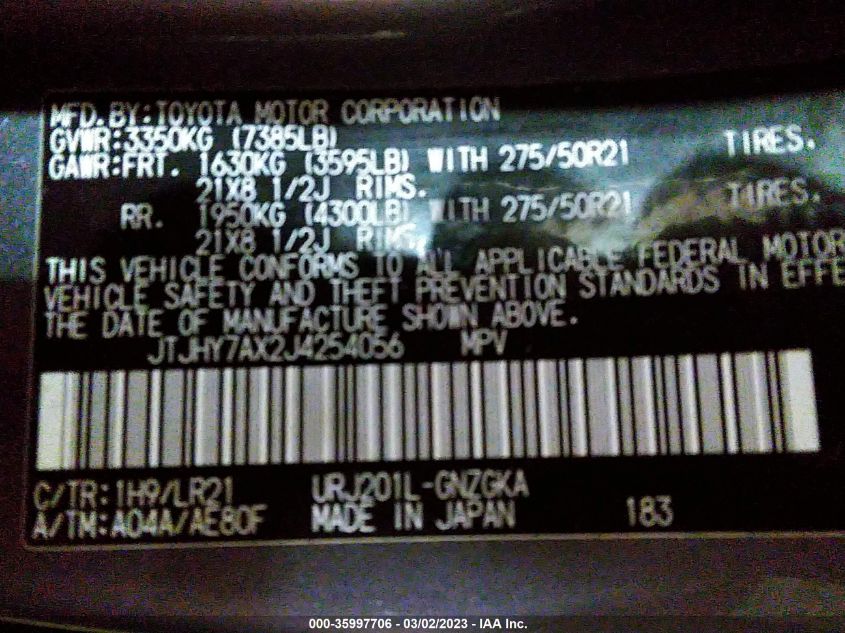 MFD.BY:TOYOTA MOTOR CORPORATION
GVWR:3350KG (7385LB)
GAWR:FRT. 1630KG (3595LB) WITH 275/50R21 TIRES.
21X8 1/2J RIMS.
RR. 1950KG (4300LB) WITH 275/50R21 TIRES.
21X8 1/2J RIMS.
THIS VEHICLE CONFORMS TO ALL APPLICABLE FEDERAL MOTOR
VEHICLE SAFETY AND THEFT PREVENTION STANDARDS IN EFFE
THE DATE OF MANUFACTURE SHOWN ABOVE.
JTJHY7AX2J4254056 MPV
C/TR:1H9/LR21 URJ201L-GNZGKA
A/TM:A04A/AE80F MADE IN JAPAN 183
000-35997706 - 03/02/2023 - IAA Inc.